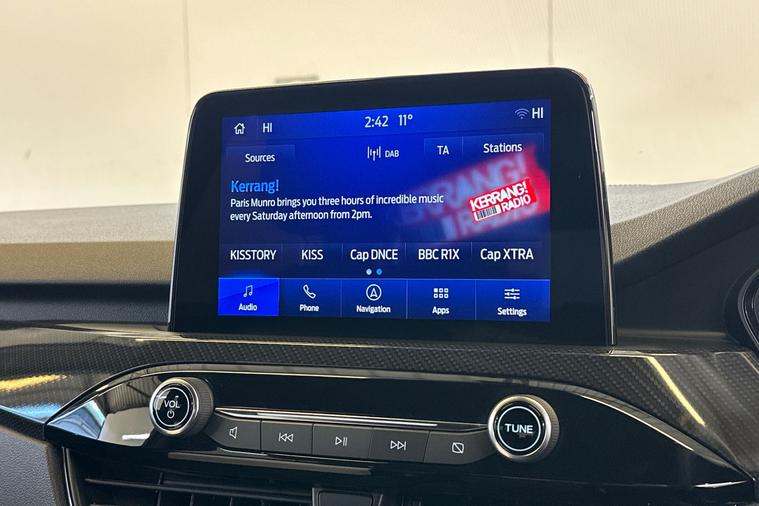 HI 2:42 11° HI
Sources DAB TA Stations
Kerrang!
Paris Munro brings you three hours of incredible music
every Saturday afternoon from 2pm.
KERRANG!
RADIO
KISSTORY KISS Cap DNCE BBC R1X Cap XTRA
Audio Phone Navigation Apps Settings
VOL
TUNE